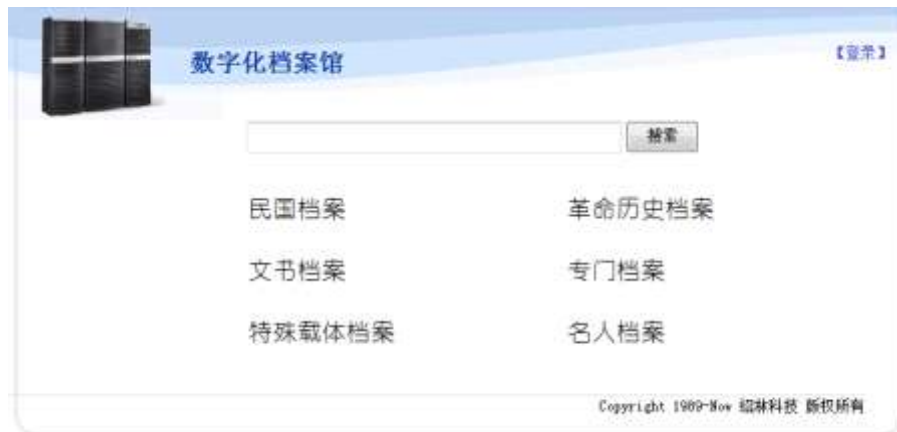 数字化档案馆
【登录】
搜索
民国档案 革命历史档案
文书档案 专门档案
特殊载体档案 名人档案
Copyright 1989-Now 绍林科技 版权所有